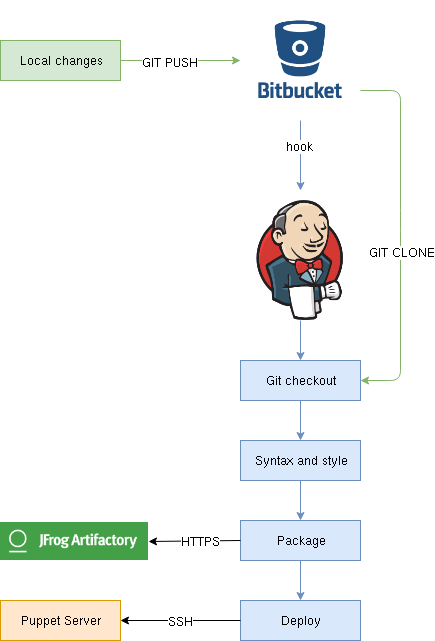 Local changes
GIT PUSH
Bitbucket
hook
GIT CLONE
Git checkout
Syntax and style
JFrog Artifactory
HTTPS
Package
Puppet Server
SSH
Deploy